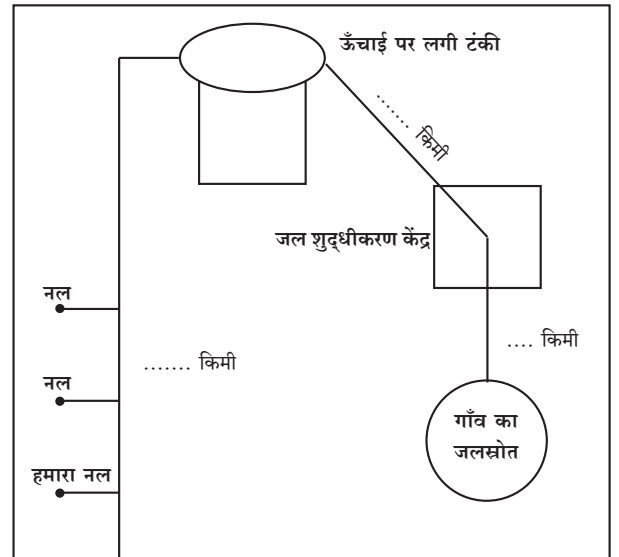 ऊँचाई पर लगी टंकी
....... किमी
जल शुद्धीकरण केंद्र
नल
.... किमी
....... किमी
नल
गाँव का
जलस्रोत
हमारा नल